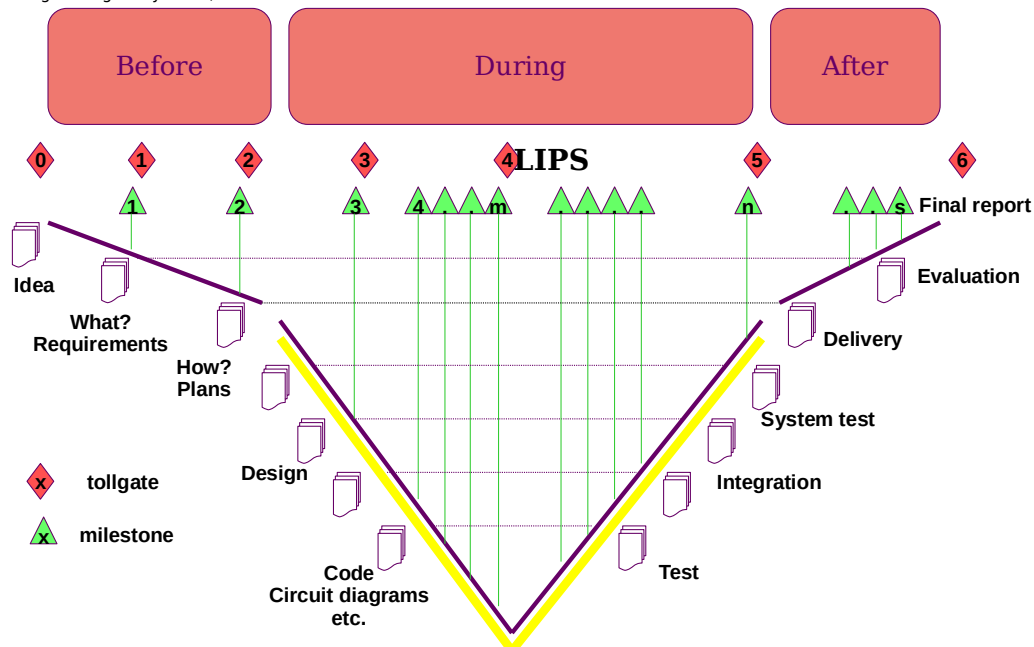 Before
During
After
0
1
2
3
4
LIPS
5
6
1
2
3
4
.
.
m
.
.
.
.
n
.
.
s
Final report
Idea
Evaluation
What?
Requirements
Delivery
How?
Plans
System test
Design
Integration
x
tollgate
x
milestone
Code
Circuit diagrams
etc.
Test